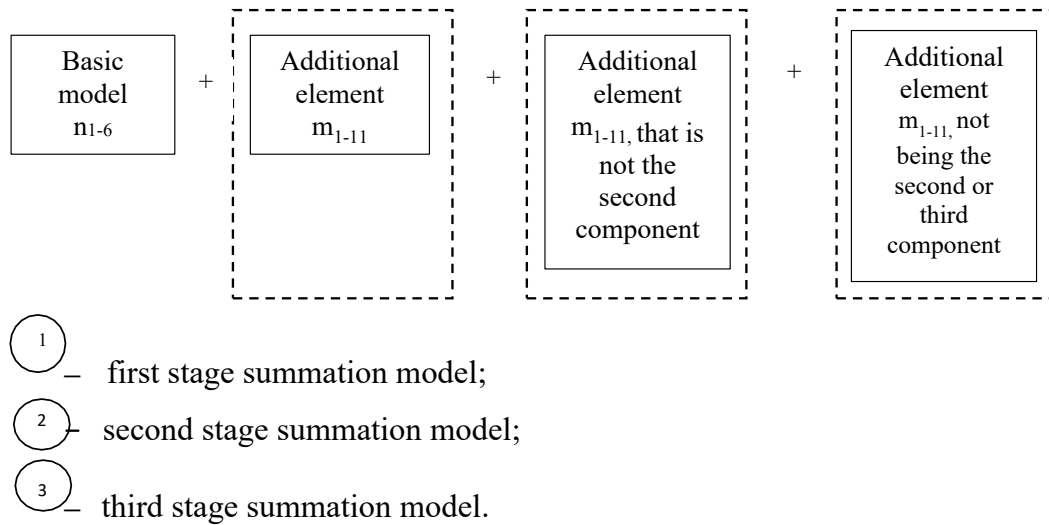 Basic
model
n1-6
+
Additional
element
m1-11
+
Additional
element
m1-11, that is
not the
second
component
+
Additional
element
m1-11, not
being the
second or
third
component
1 – first stage summation model;
2 – second stage summation model;
3 – third stage summation model.